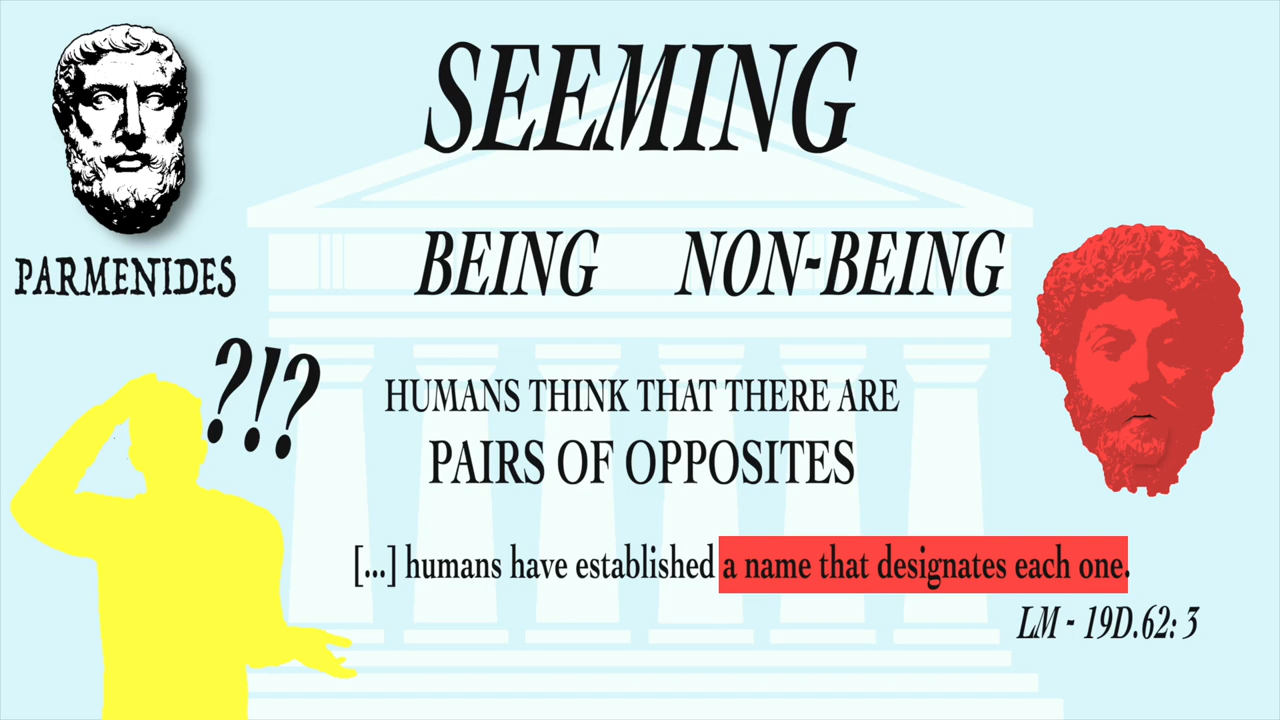 SEEMING
BEING NON-BEING
PARMENIDES
?!?
HUMANS THINK THAT THERE ARE
PAIRS OF OPPOSITES
[...] humans have established a name that designates each one.
LM - 19D.62: 3